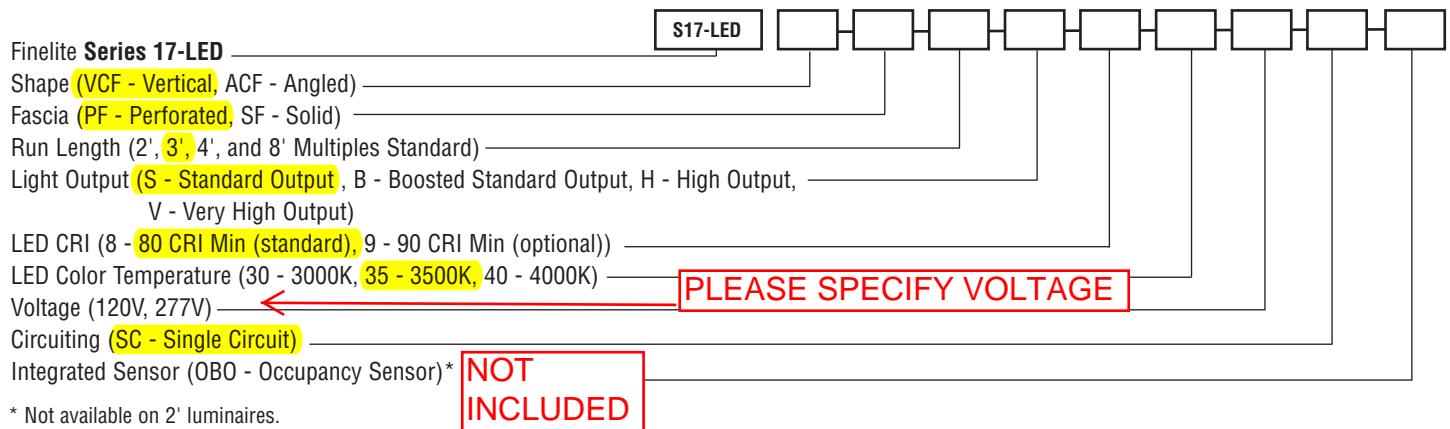 S17-LED
Finelite Series 17-LED
Shape (VCF - Vertical, ACF - Angled)
Fascia (PF - Perforated, SF - Solid)
Run Length (2', 3', 4', and 8' Multiples Standard)
Light Output (S - Standard Output , B - Boosted Standard Output, H - High Output,
V - Very High Output)
LED CRI (8 - 80 CRI Min (standard), 9 - 90 CRI Min (optional))
LED Color Temperature (30 - 3000K, 35 - 3500K, 40 - 4000K)
PLEASE SPECIFY VOLTAGE
Voltage (120V, 277V)
Circuiting (SC - Single Circuit)
Integrated Sensor (OBO - Occupancy Sensor)*
NOT
INCLUDED
* Not available on 2' luminaires.